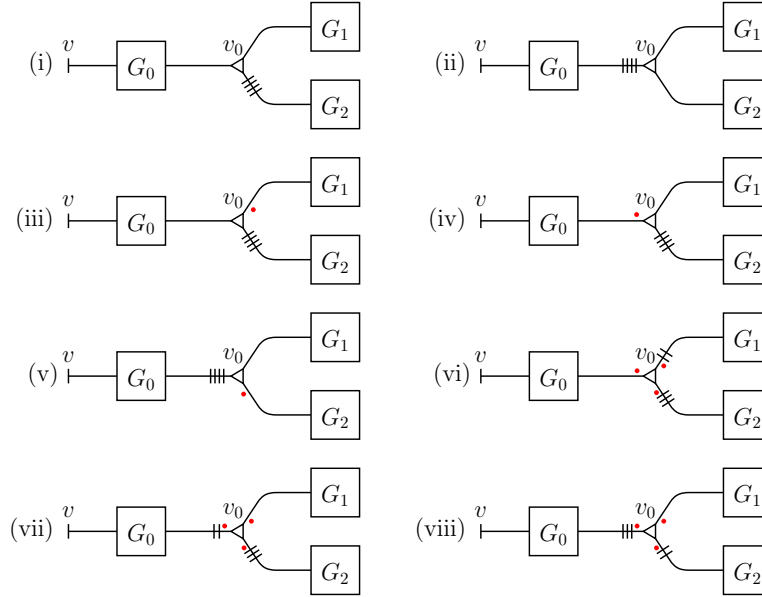 (i) v G₀ v₀ G₁ G₂
(ii) v G₀ v₀ G₁ G₂
(iii) v G₀ v₀ G₁ G₂
(iv) v G₀ v₀ G₁ G₂
(v) v G₀ v₀ G₁ G₂
(vi) v G₀ v₀ G₁ G₂
(vii) v G₀ v₀ G₁ G₂
(viii) v G₀ v₀ G₁ G₂